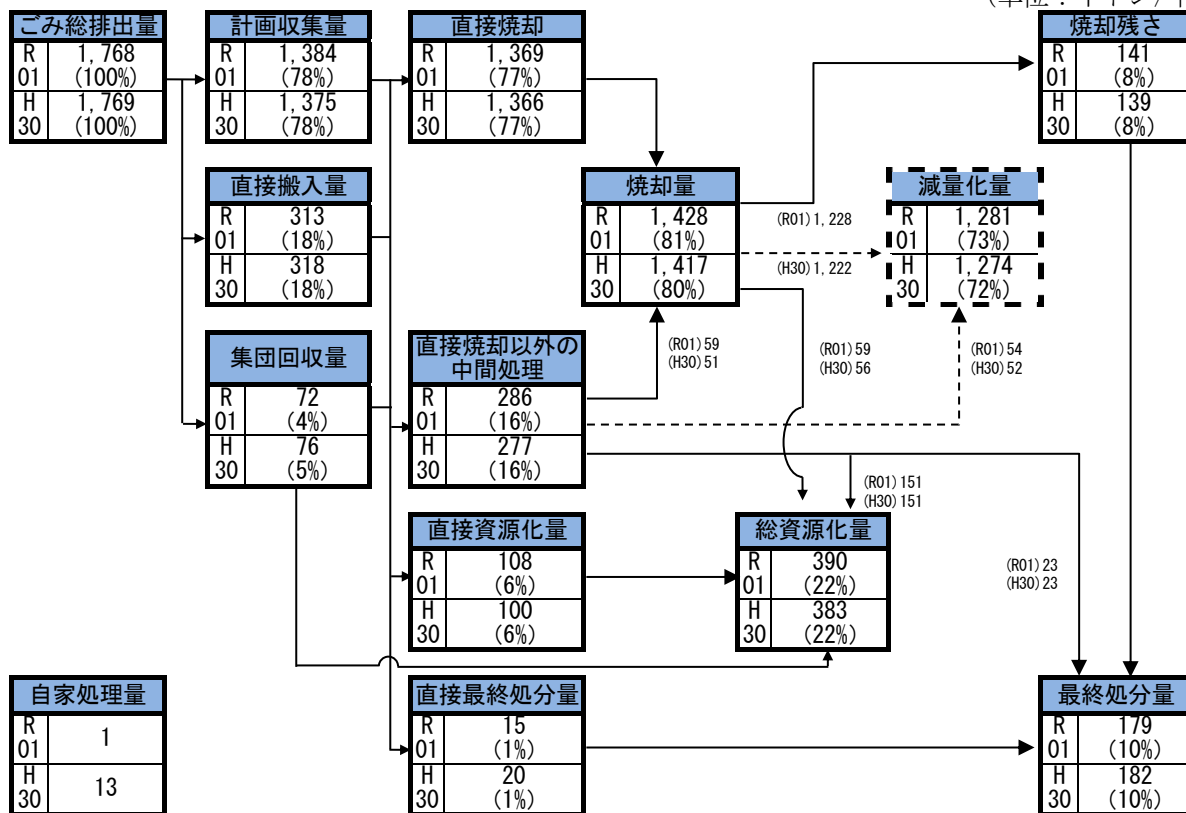 (単位:千トン/年
ごみ総排出量
R 01 1,768 (100%)
H 30 1,769 (100%)
計画収集量
R 01 1,384 (78%)
H 30 1,375 (78%)
直接焼却
R 01 1,369 (77%)
H 30 1,366 (77%)
焼却残さ
R 01 141 (8%)
H 30 139 (8%)
直接搬入量
R 01 313 (18%)
H 30 318 (18%)
焼却量
R 01 1,428 (81%)
H 30 1,417 (80%)
(R01)1,228
(H30)1,222
減量化量
R 01 1,281 (73%)
H 30 1,274 (72%)
集団回収量
R 01 72 (4%)
H 30 76 (5%)
直接焼却以外の
中間処理
R 01 286 (16%)
H 30 277 (16%)
(R01)59
(H30)51
(R01)59
(H30)56
(R01)54
(H30)52
(R01)151
(H30)151
直接資源化量
R 01 108 (6%)
H 30 100 (6%)
総資源化量
R 01 390 (22%)
H 30 383 (22%)
(R01)23
(H30)23
自家処理量
R 01 1
H 30 13
直接最終処分量
R 01 15 (1%)
H 30 20 (1%)
最終処分量
R 01 179 (10%)
H 30 182 (10%)